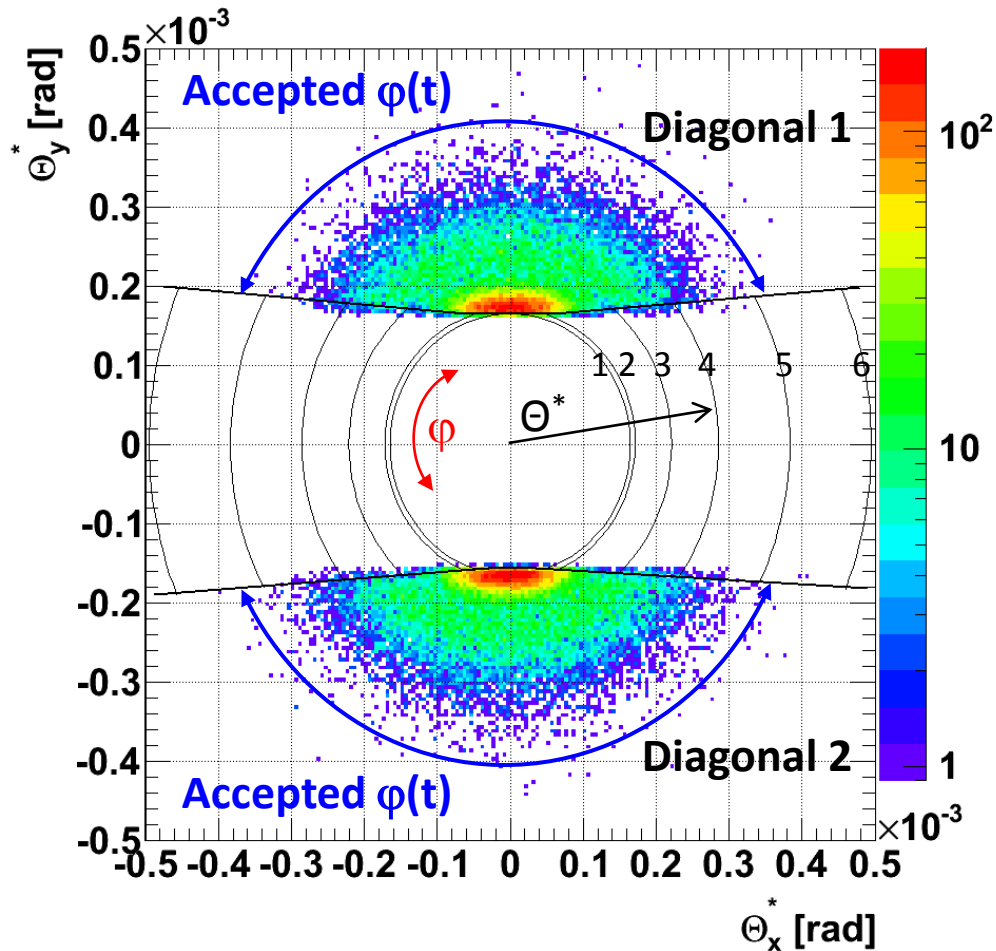 ×10⁻³
0.5
Accepted φ(t)
Diagonal 1
0.4
10²
0.3
0.2
1 2 3 4 5 6
0.1
Θ*
0
φ
10
-0.1
-0.2
-0.3
Diagonal 2
-0.4
1
Accepted φ(t)
-0.5
×10⁻³
-0.5 -0.4 -0.3 -0.2 -0.1 0 0.1 0.2 0.3 0.4 0.5
Θ*x [rad]
Θ*y [rad]